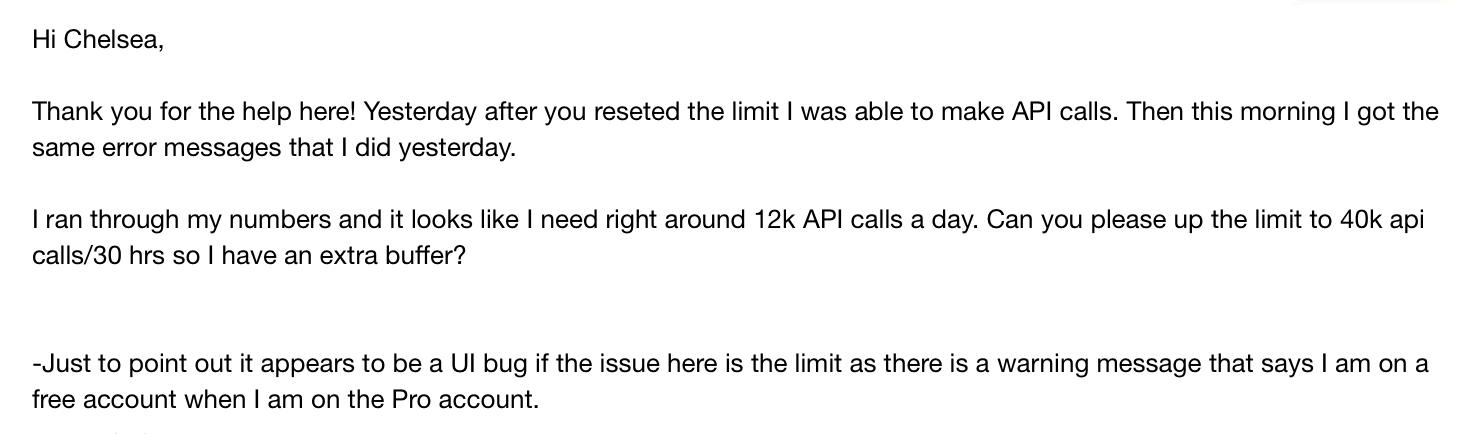 Hi Chelsea,
Thank you for the help here! Yesterday after you reseted the limit I was able to make API calls. Then this morning I got the
same error messages that I did yesterday.
I ran through my numbers and it looks like I need right around 12k API calls a day. Can you please up the limit to 40k api
calls/30 hrs so I have an extra buffer?
-Just to point out it appears to be a UI bug if the issue here is the limit as there is a warning message that says I am on a
free account when I am on the Pro account.